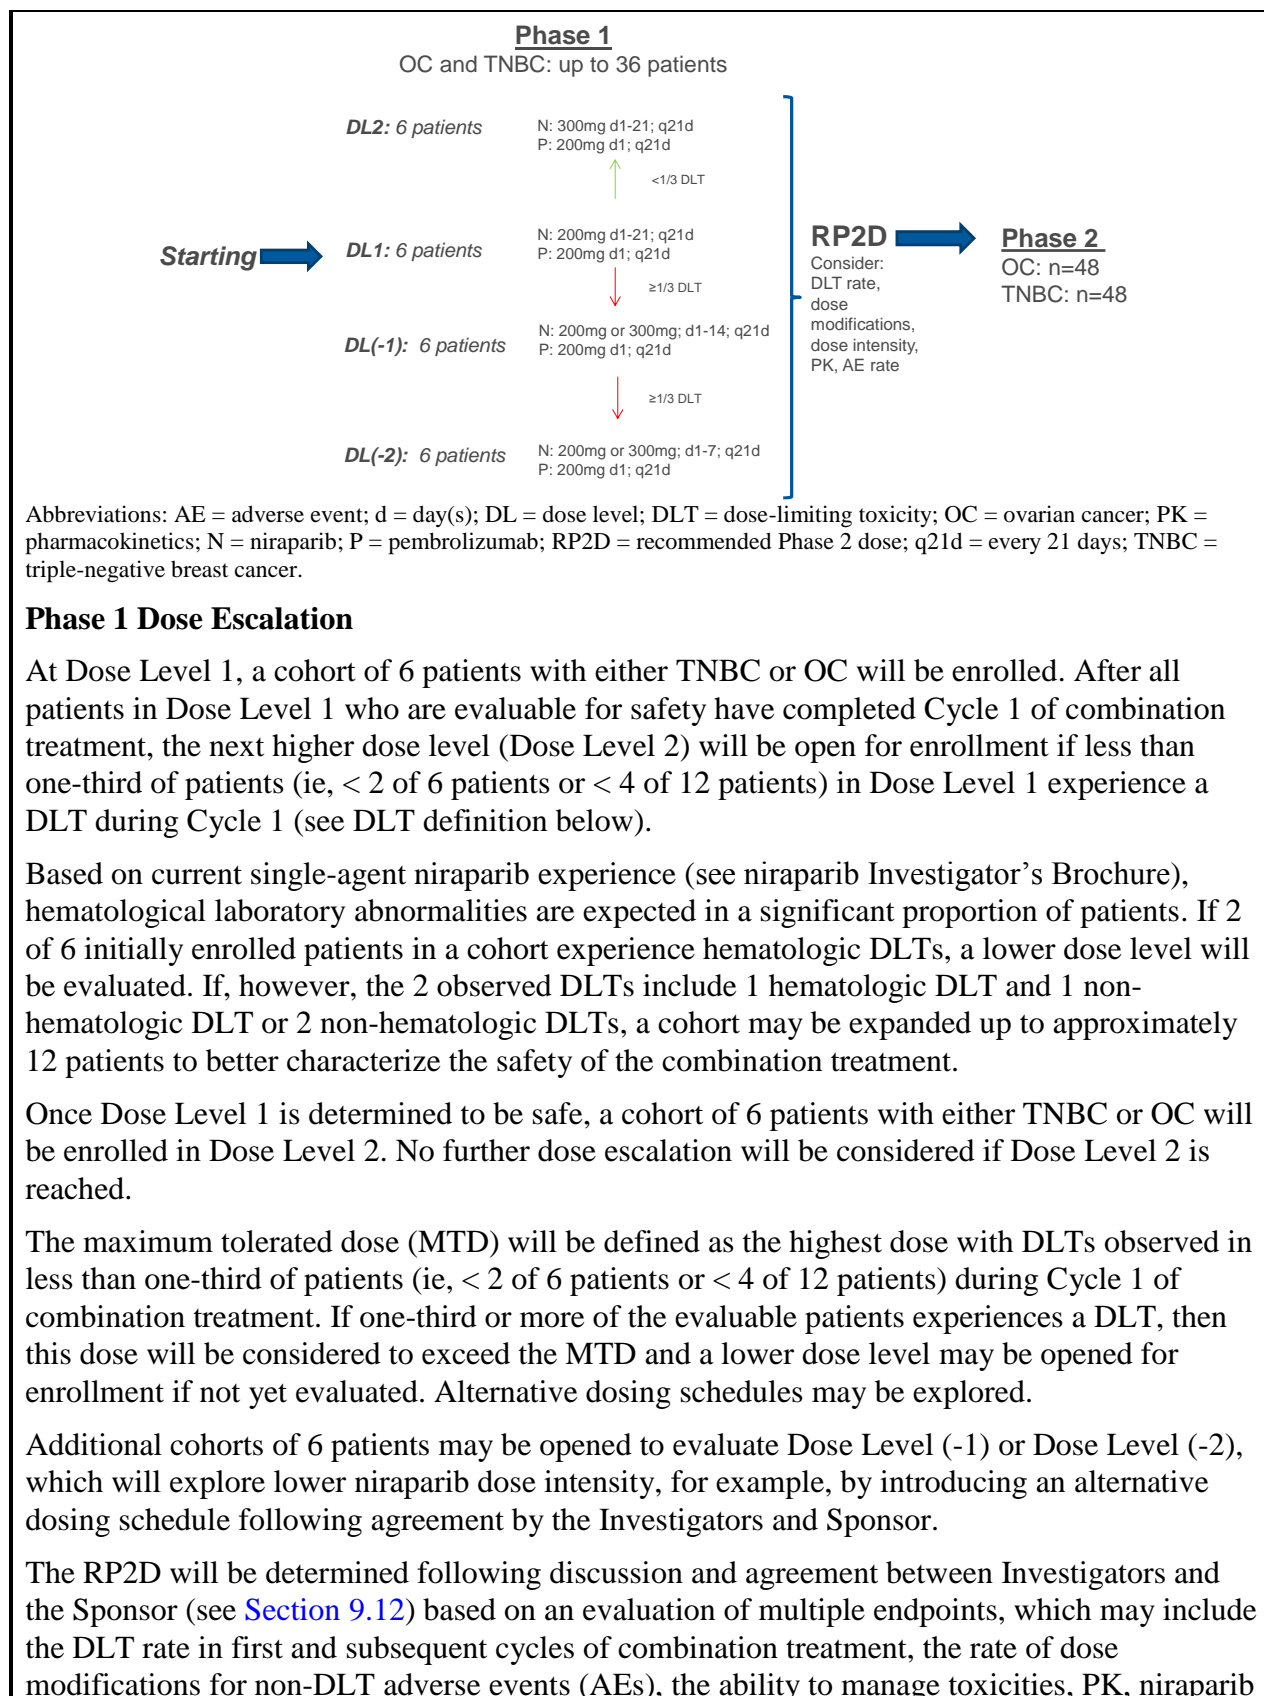 Phase 1
OC and TNBC: up to 36 patients
DL2: 6 patients
N: 300mg d1-21; q21d
P: 200mg d1; q21d
<1/3 DLT
Starting
DL1: 6 patients
N: 200mg d1-21; q21d
P: 200mg d1; q21d
≥1/3 DLT
DL(-1): 6 patients
N: 200mg or 300mg; d1-14; q21d
P: 200mg d1; q21d
≥1/3 DLT
DL(-2): 6 patients
N: 200mg or 300mg; d1-7; q21d
P: 200mg d1; q21d
RP2D
Consider:
DLT rate,
dose
modifications,
dose intensity,
PK, AE rate
Phase 2
OC: n=48
TNBC: n=48
Abbreviations: AE = adverse event; d = day(s); DL = dose level; DLT = dose-limiting toxicity; OC = ovarian cancer; PK =
pharmacokinetics; N = niraparib; P = pembrolizumab; RP2D = recommended Phase 2 dose; q21d = every 21 days; TNBC =
triple-negative breast cancer.
Phase 1 Dose Escalation
At Dose Level 1, a cohort of 6 patients with either TNBC or OC will be enrolled. After all
patients in Dose Level 1 who are evaluable for safety have completed Cycle 1 of combination
treatment, the next higher dose level (Dose Level 2) will be open for enrollment if less than
one-third of patients (ie, < 2 of 6 patients or < 4 of 12 patients) in Dose Level 1 experience a
DLT during Cycle 1 (see DLT definition below).
Based on current single-agent niraparib experience (see niraparib Investigator’s Brochure),
hematological laboratory abnormalities are expected in a significant proportion of patients. If 2
of 6 initially enrolled patients in a cohort experience hematologic DLTs, a lower dose level will
be evaluated. If, however, the 2 observed DLTs include 1 hematologic DLT and 1 non-
hematologic DLT or 2 non-hematologic DLTs, a cohort may be expanded up to approximately
12 patients to better characterize the safety of the combination treatment.
Once Dose Level 1 is determined to be safe, a cohort of 6 patients with either TNBC or OC will
be enrolled in Dose Level 2. No further dose escalation will be considered if Dose Level 2 is
reached.
The maximum tolerated dose (MTD) will be defined as the highest dose with DLTs observed in
less than one-third of patients (ie, < 2 of 6 patients or < 4 of 12 patients) during Cycle 1 of
combination treatment. If one-third or more of the evaluable patients experiences a DLT, then
this dose will be considered to exceed the MTD and a lower dose level may be opened for
enrollment if not yet evaluated. Alternative dosing schedules may be explored.
Additional cohorts of 6 patients may be opened to evaluate Dose Level (-1) or Dose Level (-2),
which will explore lower niraparib dose intensity, for example, by introducing an alternative
dosing schedule following agreement by the Investigators and Sponsor.
The RP2D will be determined following discussion and agreement between Investigators and
the Sponsor (see Section 9.12) based on an evaluation of multiple endpoints, which may include
the DLT rate in first and subsequent cycles of combination treatment, the rate of dose
modifications for non-DLT adverse events (AEs), the ability to manage toxicities, PK, niraparib